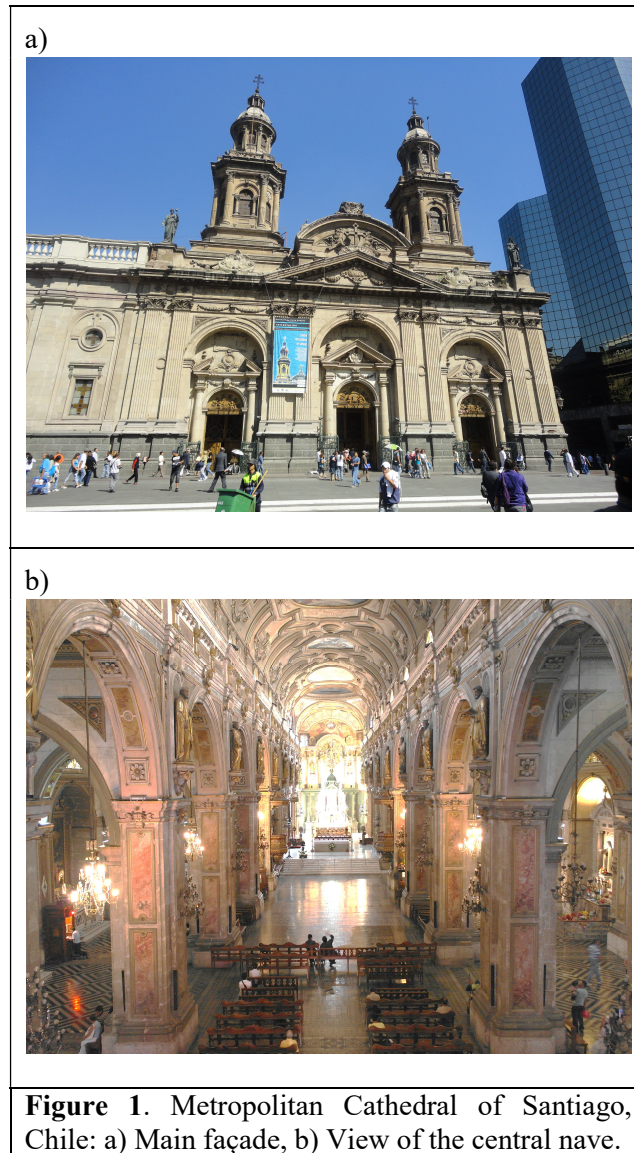 a)
b)
Figure 1. Metropolitan Cathedral of Santiago,
Chile: a) Main façade, b) View of the central nave.